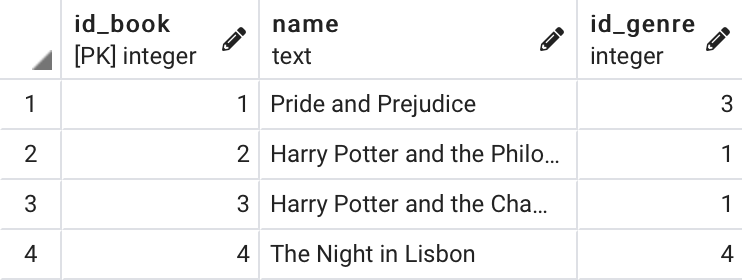 id_book name id_genre
[PK] integer text integer
1 1 Pride and Prejudice 3
2 2 Harry Potter and the Philo... 1
3 3 Harry Potter and the Cha... 1
4 4 The Night in Lisbon 4